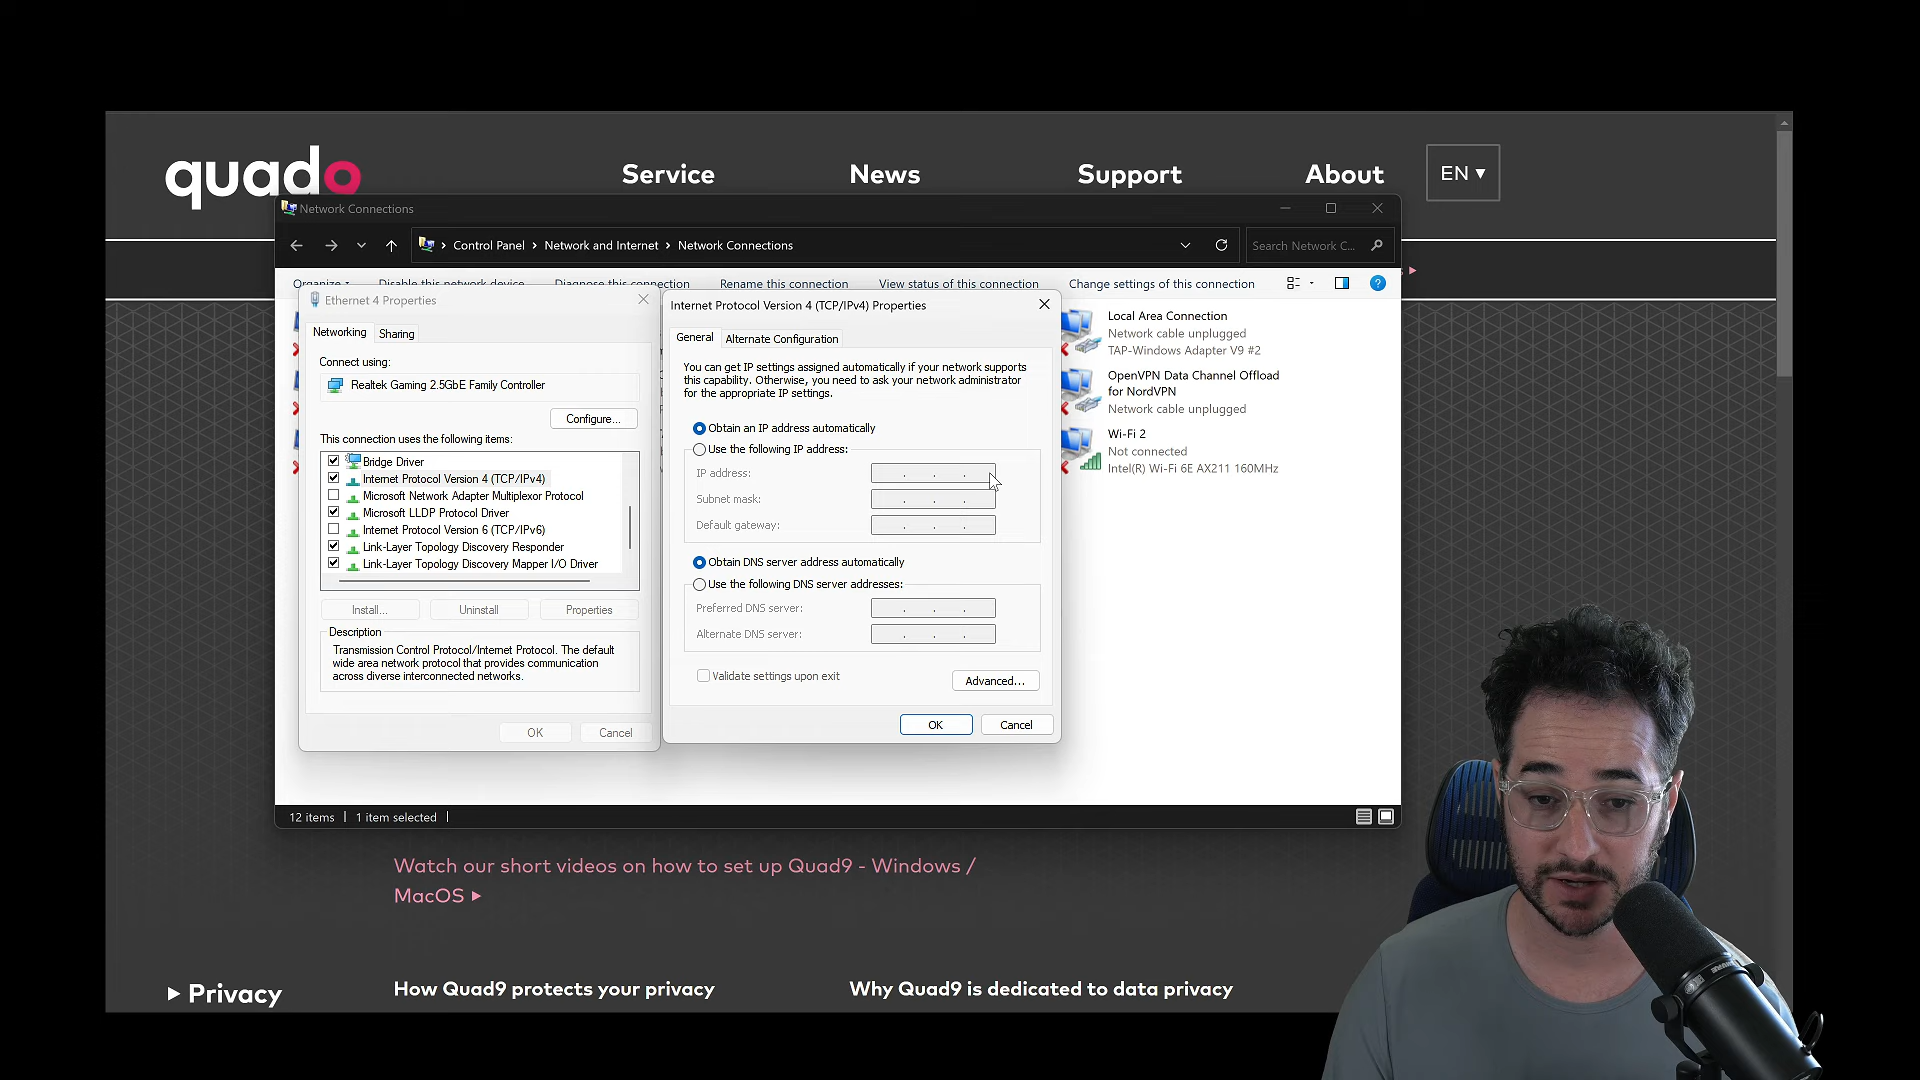 quad9
Service
News
Support
About
EN ▾
Network Connections
Control Panel
Network and Internet
Network Connections
Search Network C...
Organize
Disable this network device
Diagnose this connection
Rename this connection
View status of this connection
Change settings of this connection
Ethernet 4 Properties
Networking
Sharing
Connect using:
Realtek Gaming 2.5GbE Family Controller
Configure...
This connection uses the following items:
Bridge Driver
Internet Protocol Version 4 (TCP/IPv4)
Microsoft Network Adapter Multiplexor Protocol
Microsoft LLDP Protocol Driver
Internet Protocol Version 6 (TCP/IPv6)
Link-Layer Topology Discovery Responder
Link-Layer Topology Discovery Mapper I/O Driver
Install...
Uninstall
Properties
Description
Transmission Control Protocol/Internet Protocol. The default
wide area network protocol that provides communication
across diverse interconnected networks.
OK
Cancel
Internet Protocol Version 4 (TCP/IPv4) Properties
General
Alternate Configuration
You can get IP settings assigned automatically if your network supports
this capability. Otherwise, you need to ask your network administrator
for the appropriate IP settings.
Obtain an IP address automatically
Use the following IP address:
IP address:
Subnet mask:
Default gateway:
Obtain DNS server address automatically
Use the following DNS server addresses:
Preferred DNS server:
Alternate DNS server:
Validate settings upon exit
Advanced...
OK
Cancel
Local Area Connection
Network cable unplugged
TAP-Windows Adapter V9 #2
OpenVPN Data Channel Offload
for NordVPN
Network cable unplugged
Wi-Fi 2
Not connected
Intel(R) Wi-Fi 6E AX211 160MHz
12 items
1 item selected
Watch our short videos on how to set up Quad9 - Windows /
MacOS ▸
▸ Privacy
How Quad9 protects your privacy
Why Quad9 is dedicated to data privacy